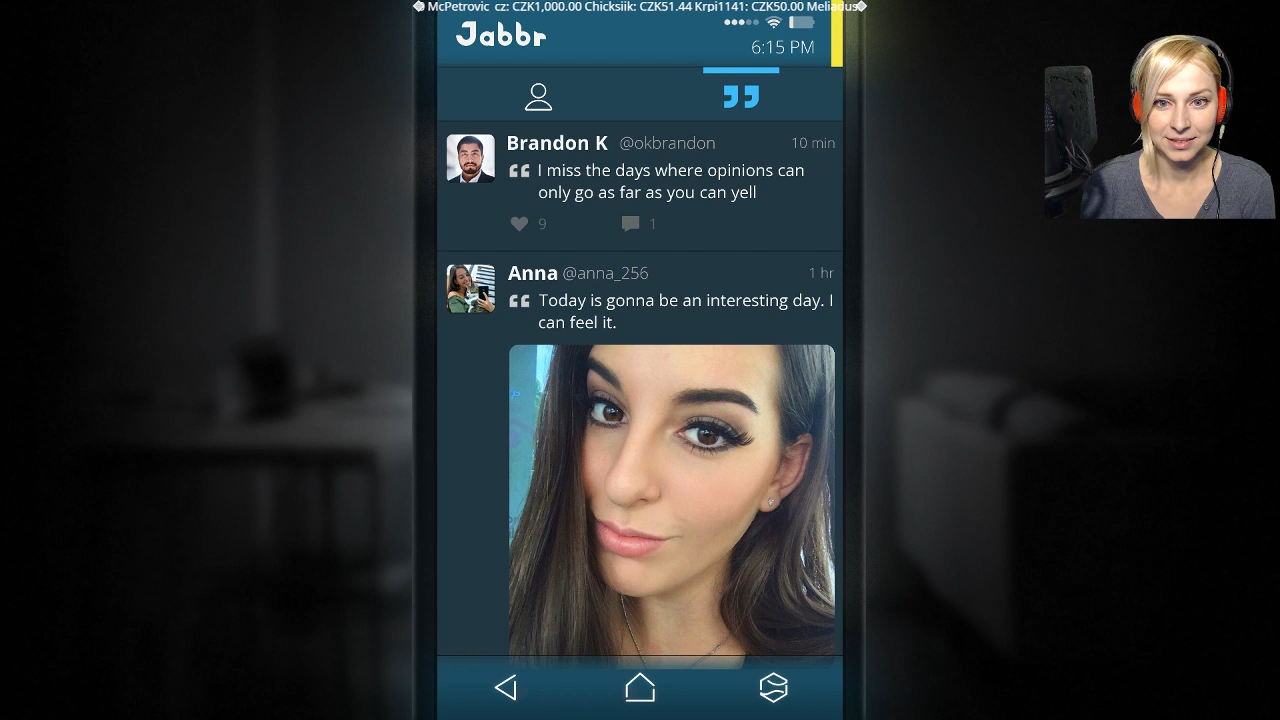 McPetrovic cz: CZK1,000.00 Chicksiik: CZK51.44 Krpi1141: CZK50.00 Meliadus
Jabbr
6:15 PM
Brandon K @okbrandon 10 min
I miss the days where opinions can
only go as far as you can yell
9 1
Anna @anna_256 1 hr
Today is gonna be an interesting day. I
can feel it.